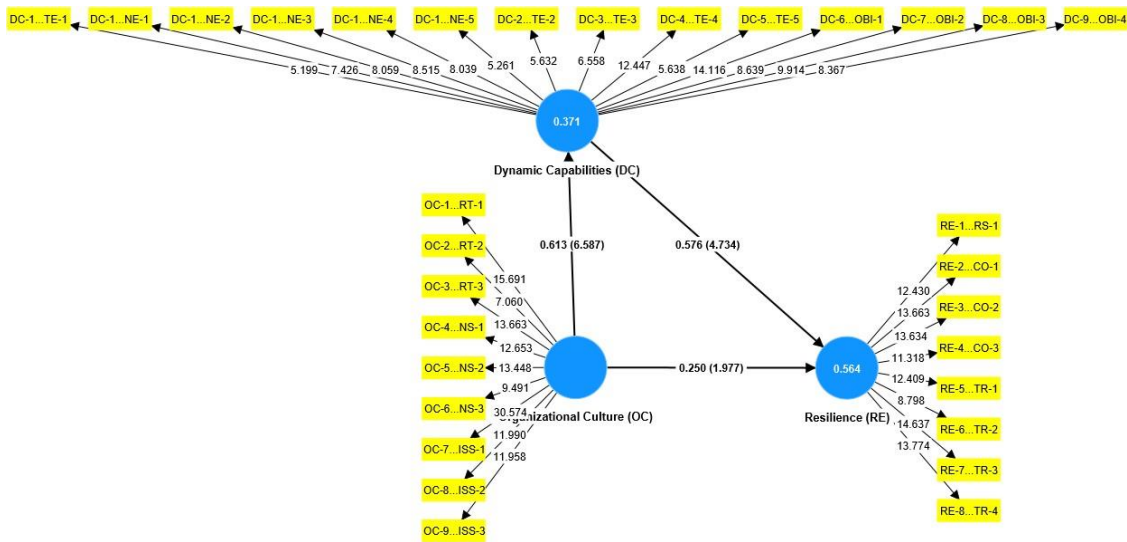 DC-1...TE-1
DC-1...NE-1
DC-1...NE-2
DC-1...NE-3
DC-1...NE-4
DC-1...NE-5
DC-2...TE-2
DC-3...TE-3
DC-4...TE-4
DC-5...TE-5
DC-6...OBI-1
DC-7...OBI-2
DC-8...OBI-3
DC-9...OBI-4
5.199
7.426
8.059
8.515
8.039
5.261
5.632
6.558
12.447
5.638
14.116
8.639
9.914
8.367
0.371
Dynamic Capabilities (DC)
0.613 (6.587)
0.576 (4.734)
OC-1...RT-1
OC-2...RT-2
OC-3...RT-3
OC-4...NS-1
OC-5...NS-2
OC-6...NS-3
OC-7...ISS-1
OC-8...ISS-2
OC-9...ISS-3
15.691
7.060
13.663
12.653
13.448
9.491
30.574
11.990
11.958
Organizational Culture (OC)
0.250 (1.977)
0.564
Resilience (RE)
12.430
13.663
13.634
11.318
12.409
8.798
14.637
13.774
RE-1...RS-1
RE-2...CO-1
RE-3...CO-2
RE-4...CO-3
RE-5...TR-1
RE-6...TR-2
RE-7...TR-3
RE-8...TR-4